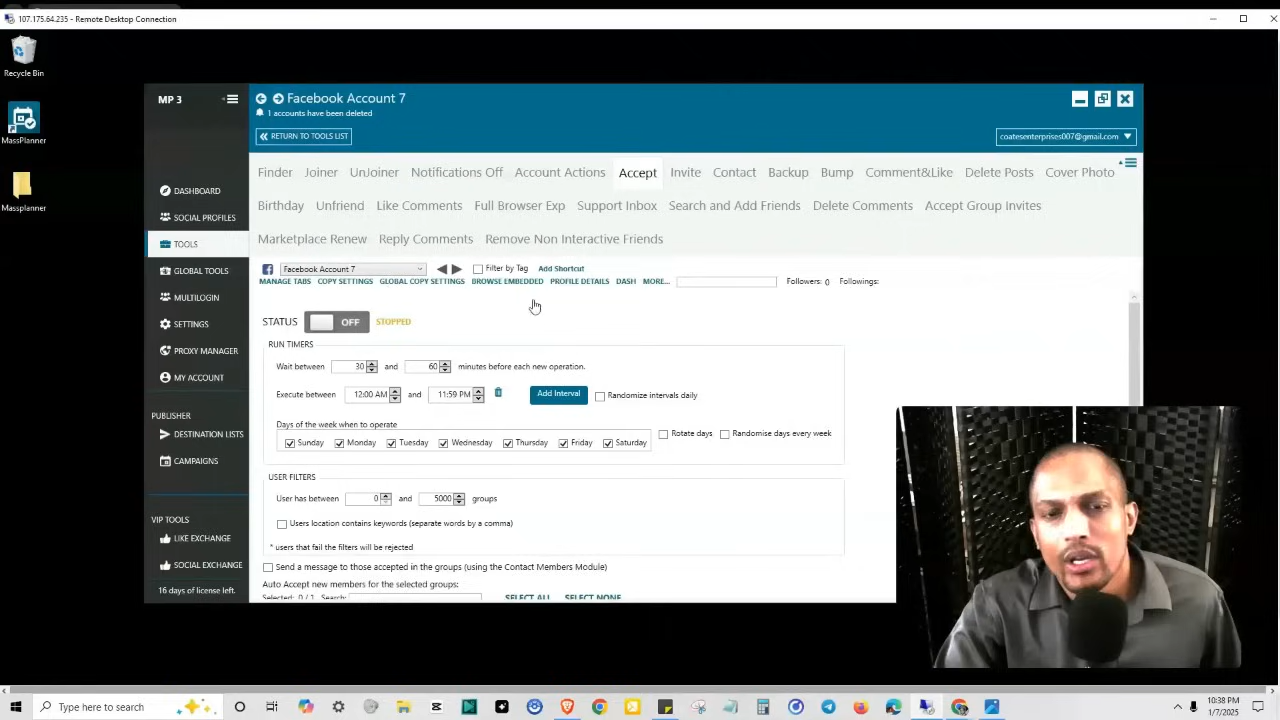 107.175.64.235 - Remote Desktop Connection
Recycle Bin
MassPlanner
Massplanner
MP 3
Facebook Account 7
1 accounts have been deleted
RETURN TO TOOLS LIST
coatesenterprises007@gmail.com
DASHBOARD
SOCIAL PROFILES
TOOLS
GLOBAL TOOLS
MULTILOGIN
SETTINGS
PROXY MANAGER
MY ACCOUNT
PUBLISHER
DESTINATION LISTS
CAMPAIGNS
VIP TOOLS
LIKE EXCHANGE
SOCIAL EXCHANGE
16 days of license left.
Finder Joiner UnJoiner Notifications Off Account Actions Accept Invite Contact Backup Bump Comment&Like Delete Posts Cover Photo
Birthday Unfriend Like Comments Full Browser Exp Support Inbox Search and Add Friends Delete Comments Accept Group Invites
Marketplace Renew Reply Comments Remove Non Interactive Friends
Facebook Account 7 Filter by Tag Add Shortcut
MANAGE TABS COPY SETTINGS GLOBAL COPY SETTINGS BROWSE EMBEDDED PROFILE DETAILS DASH MORE... Followers: 0 Followings:
STATUS OFF STOPPED
RUN TIMERS
Wait between 30 and 60 minutes before each new operation.
Execute between 12:00 AM and 11:59 PM Add Interval Randomize intervals daily
Days of the week when to operate
Sunday Monday Tuesday Wednesday Thursday Friday Saturday Rotate days Randomise days every week
USER FILTERS
User has between 0 and 5000 groups
Users location contains keywords (separate words by a comma)
* users that fail the filters will be rejected
Send a message to those accepted in the groups (using the Contact Members Module)
Auto Accept new members for the selected groups:
Selected: 0 / 1 Search: SELECT ALL SELECT NONE
Type here to search
10:38 PM
1/7/2025